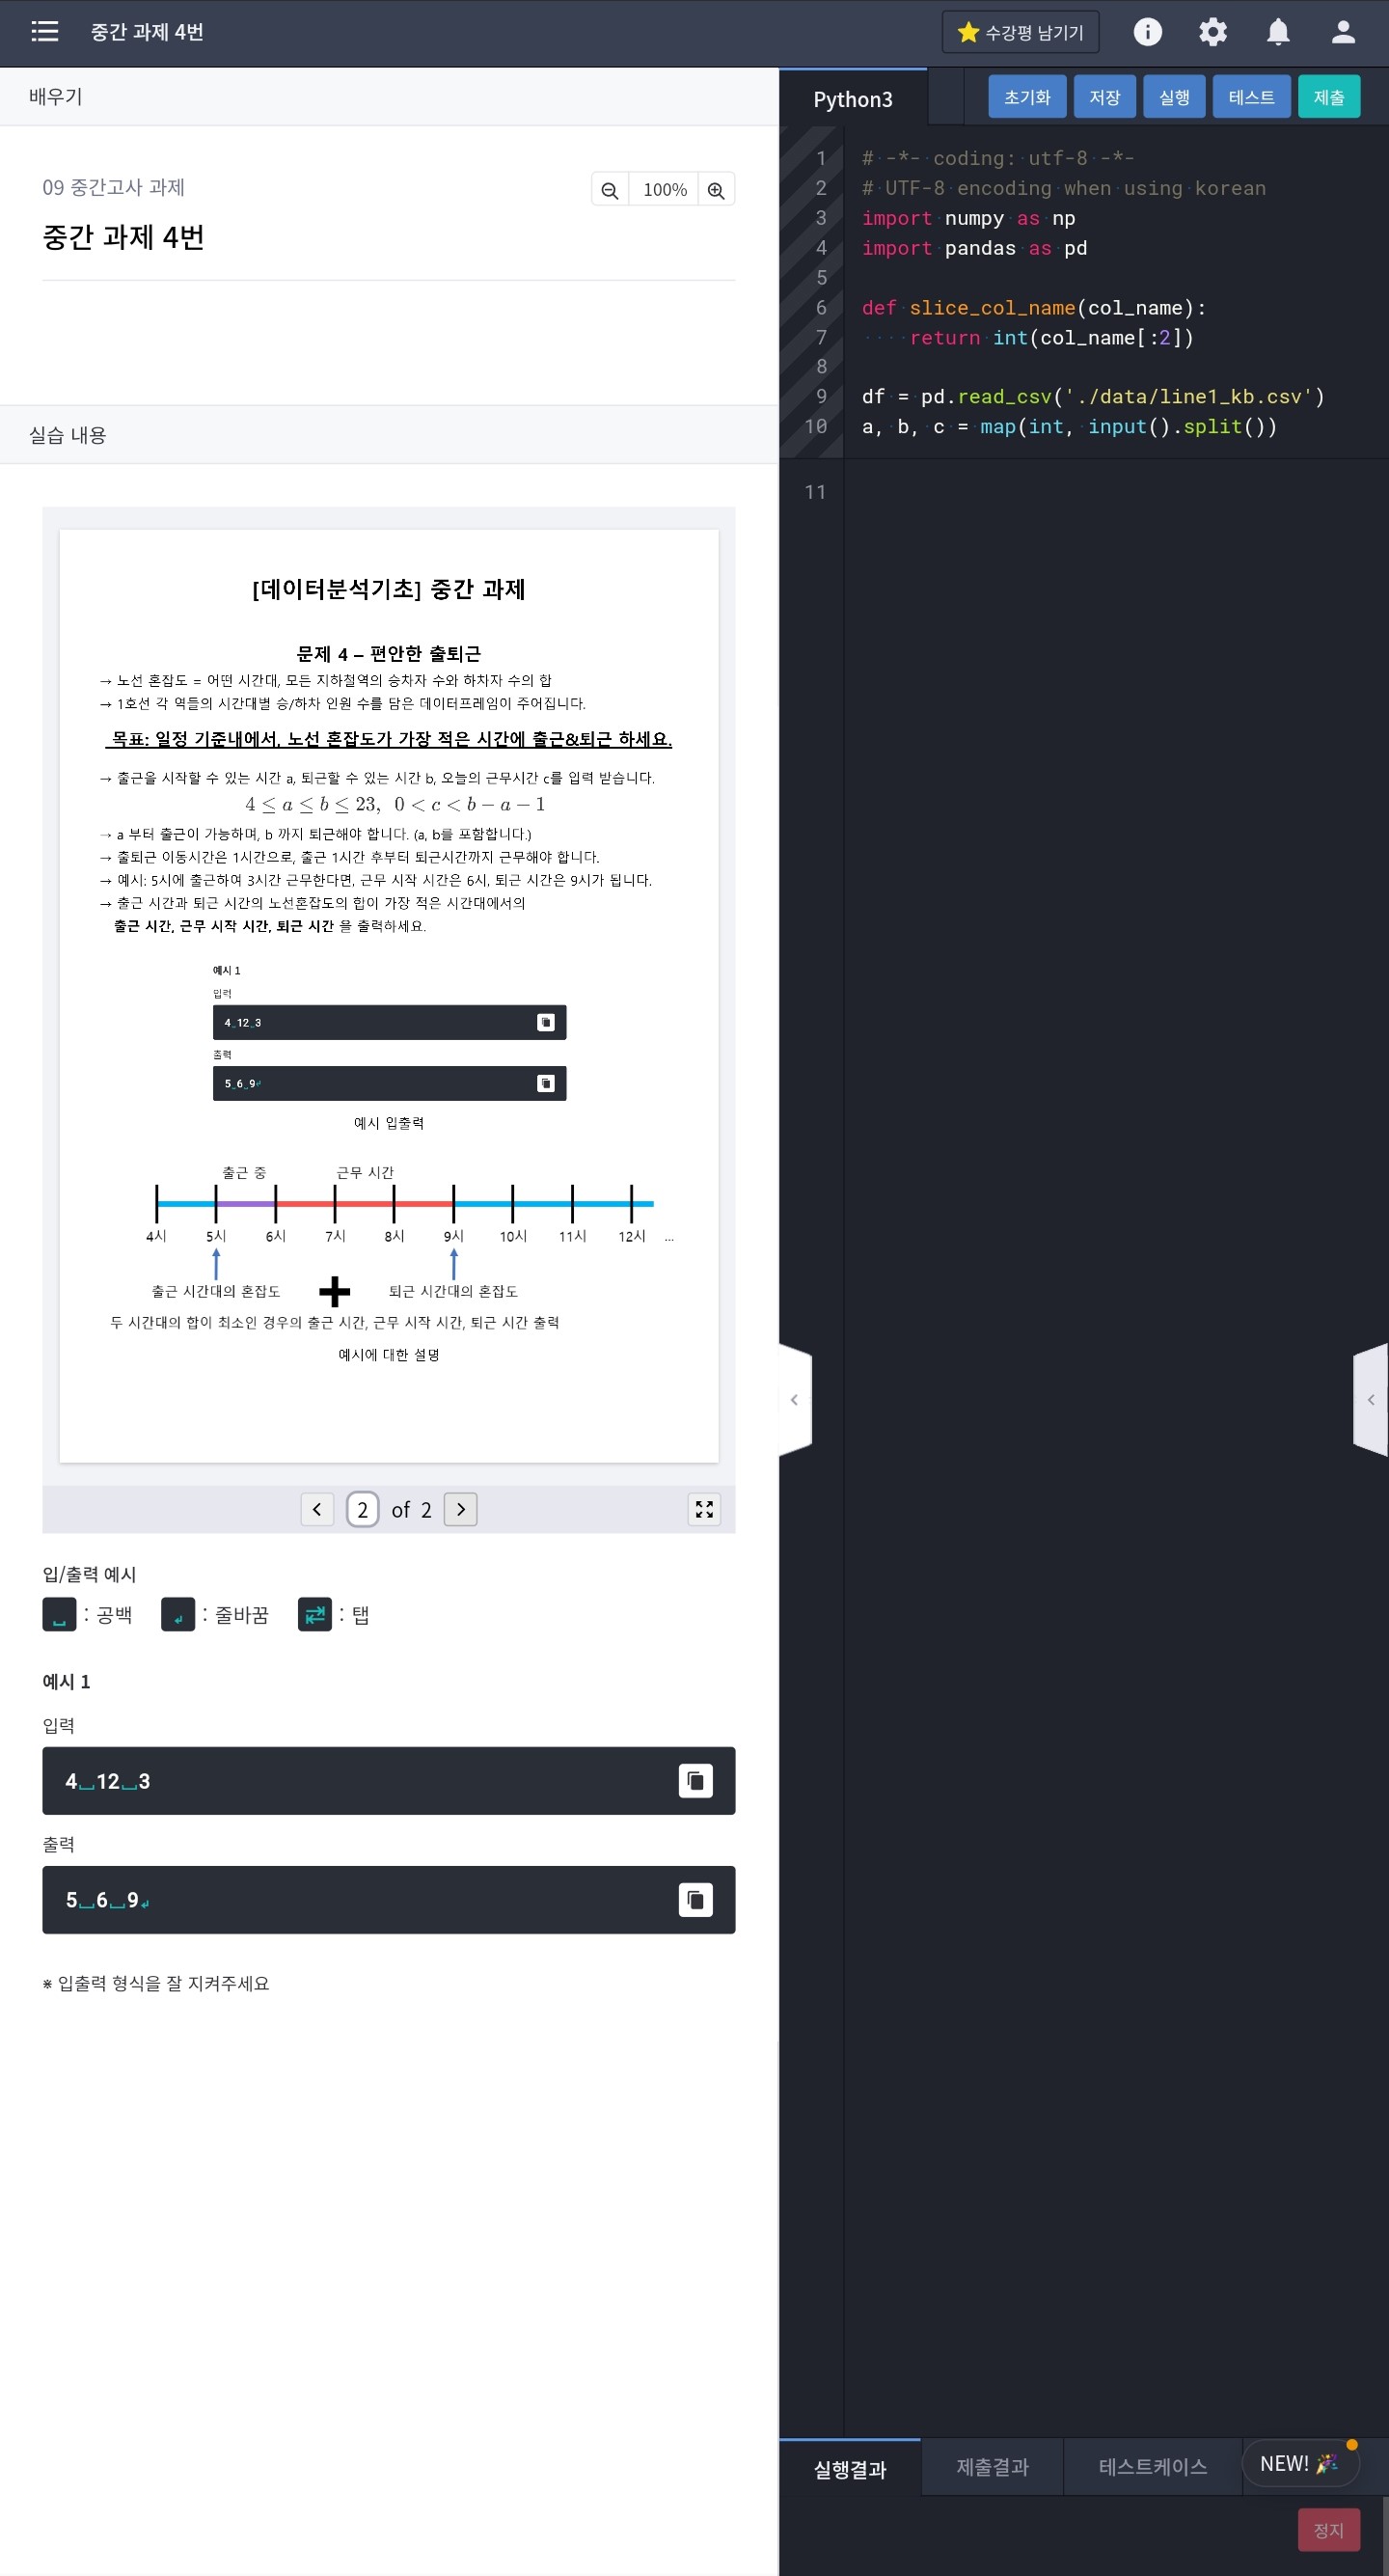 중간 과제 4번
수강평 남기기
배우기
09 중간고사 과제
100%
중간 과제 4번
실습 내용
[데이터분석기초] 중간 과제
문제 4 – 편안한 출퇴근
→ 노선 혼잡도 = 어떤 시간대, 모든 지하철역의 승차자 수와 하차자 수의 합
→ 1호선 각 역들의 시간대별 승/하차 인원 수를 담은 데이터프레임이 주어집니다.
목표: 일정 기준내에서, 노선 혼잡도가 가장 적은 시간에 출근&퇴근 하세요.
→ 출근을 시작할 수 있는 시간 a, 퇴근할 수 있는 시간 b, 오늘의 근무시간 c를 입력 받습니다.
4 ≤ a ≤ b ≤ 23, 0 < c < b − a − 1
→ a 부터 출근이 가능하며, b 까지 퇴근해야 합니다. (a, b를 포함합니다.)
→ 출퇴근 이동시간은 1시간으로, 출근 1시간 후부터 퇴근시간까지 근무해야 합니다.
→ 예시: 5시에 출근하여 3시간 근무한다면, 근무 시작 시간은 6시, 퇴근 시간은 9시가 됩니다.
→ 출근 시간과 퇴근 시간의 노선혼잡도의 합이 가장 적은 시간대에서의
출근 시간, 근무 시작 시간, 퇴근 시간 을 출력하세요.
예시 1
입력
4␣12␣3
출력
5␣6␣9↲
예시 입출력
출근 중 근무 시간
4시 5시 6시 7시 8시 9시 10시 11시 12시 ...
출근 시간대의 혼잡도 + 퇴근 시간대의 혼잡도
두 시간대의 합이 최소인 경우의 출근 시간, 근무 시작 시간, 퇴근 시간 출력
예시에 대한 설명
2 of 2
입/출력 예시
␣ : 공백 ↲ : 줄바꿈 ⇄ : 탭
예시 1
입력
4␣12␣3
출력
5␣6␣9↲
※ 입출력 형식을 잘 지켜주세요
Python3
초기화 저장 실행 테스트 제출
1 # -*- coding: utf-8 -*-
2 # UTF-8 encoding when using korean
3 import numpy as np
4 import pandas as pd
5
6 def slice_col_name(col_name):
7     return int(col_name[:2])
8
9 df = pd.read_csv('./data/line1_kb.csv')
10 a, b, c = map(int, input().split())
11
실행결과 제출결과 테스트케이스 NEW!
정지